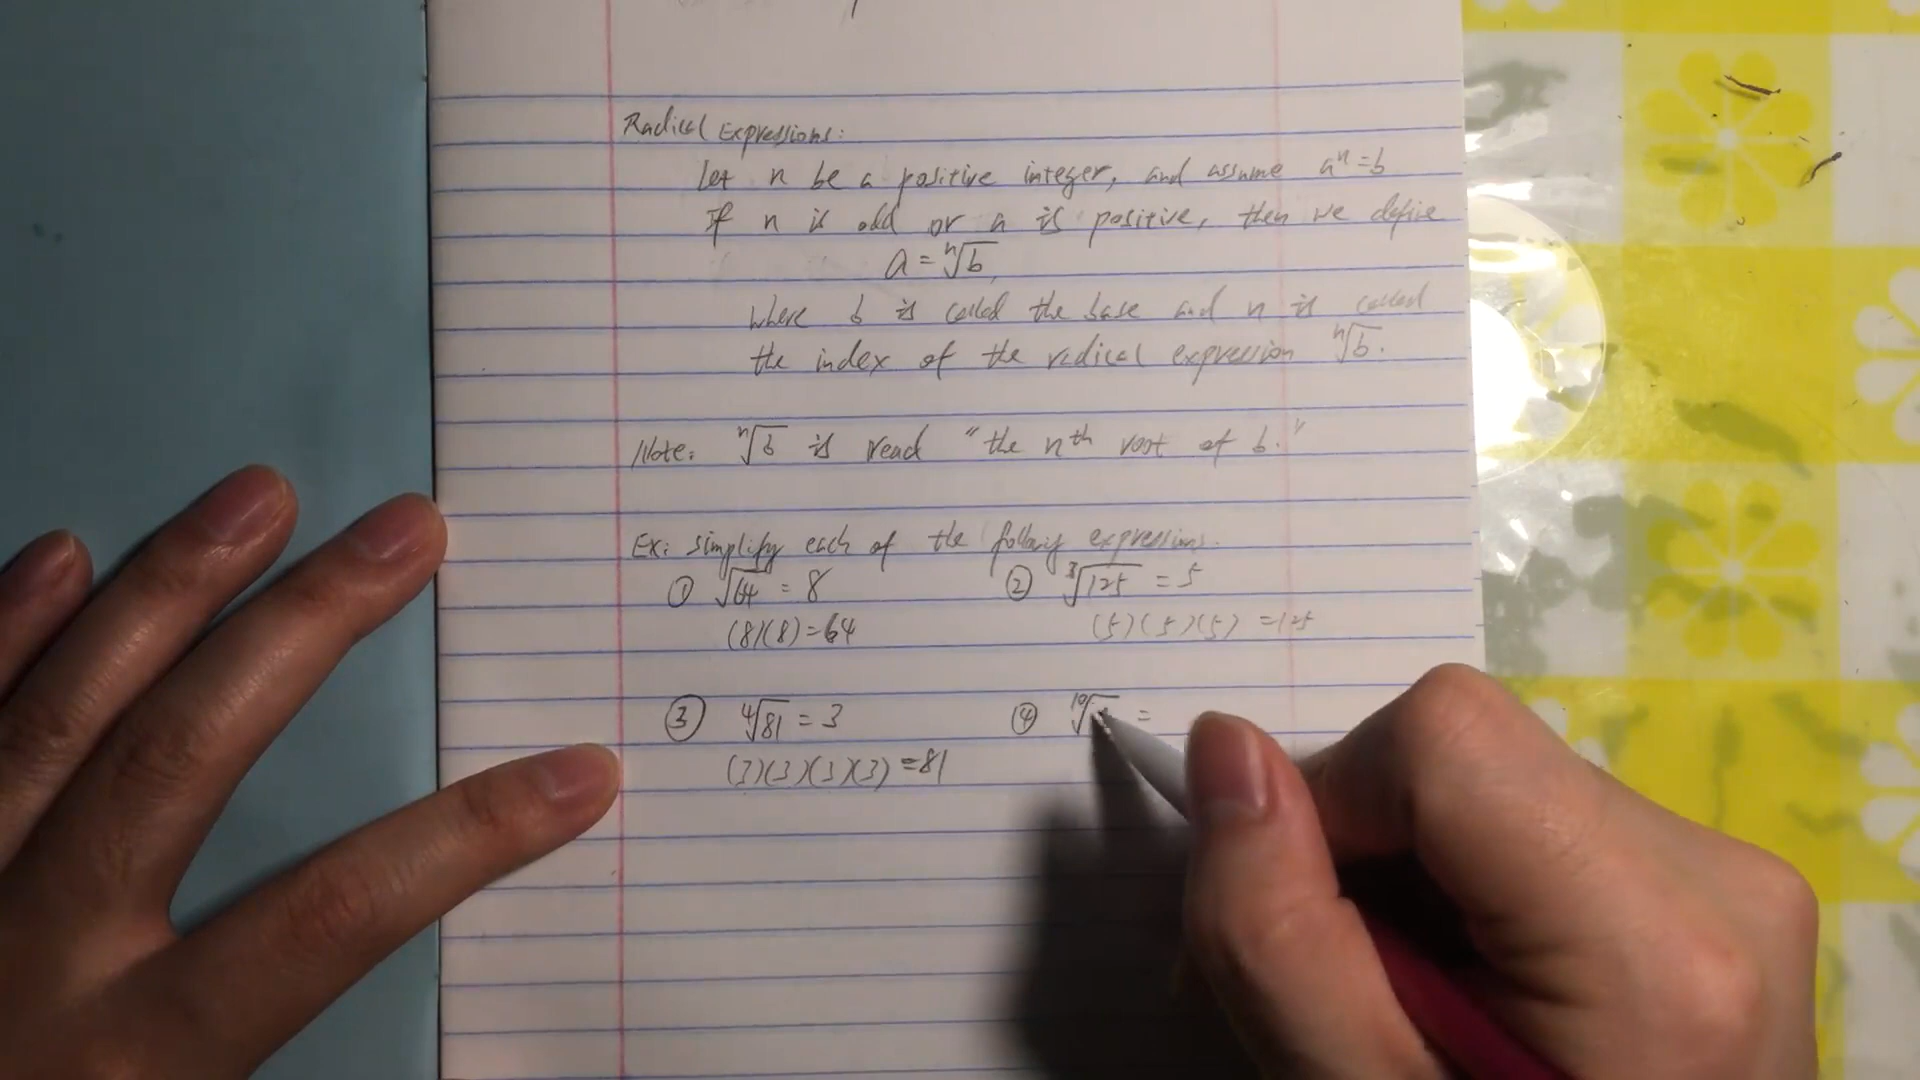 Radical Expressions:
Let n be a positive integer, and assume aⁿ = b
If n is odd or a is positive, then we define
a = ⁿ√b,
where b is called the base and n is called
the index of the radical expression ⁿ√b.
Note: ⁿ√b is read "the nᵗʰ root of b."
Ex: simplify each of the following expressions.
① √64 = 8 ② ³√125 = 5
(8)(8) = 64 (5)(5)(5) = 125
③ ⁴√81 = 3 ④ ¹⁰√ =
(3)(3)(3)(3) = 81